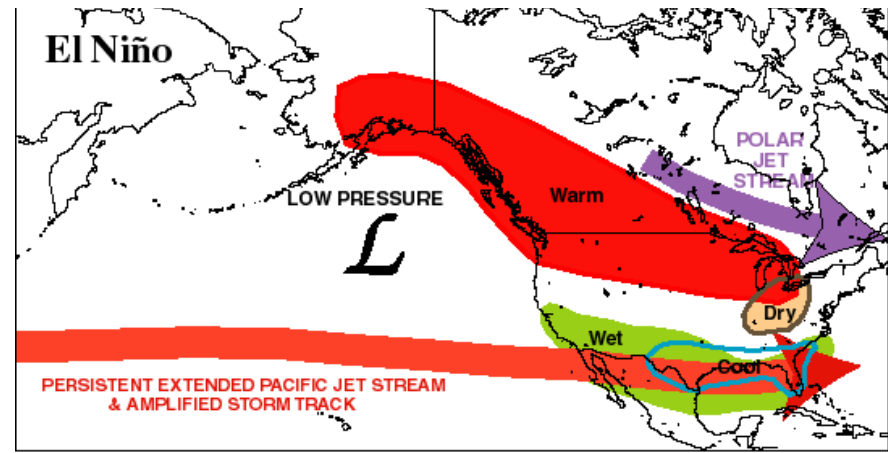 El Niño
POLAR
JET
STREAM
Warm
LOW PRESSURE
L
Dry
Wet
Cool
PERSISTENT EXTENDED PACIFIC JET STREAM
& AMPLIFIED STORM TRACK